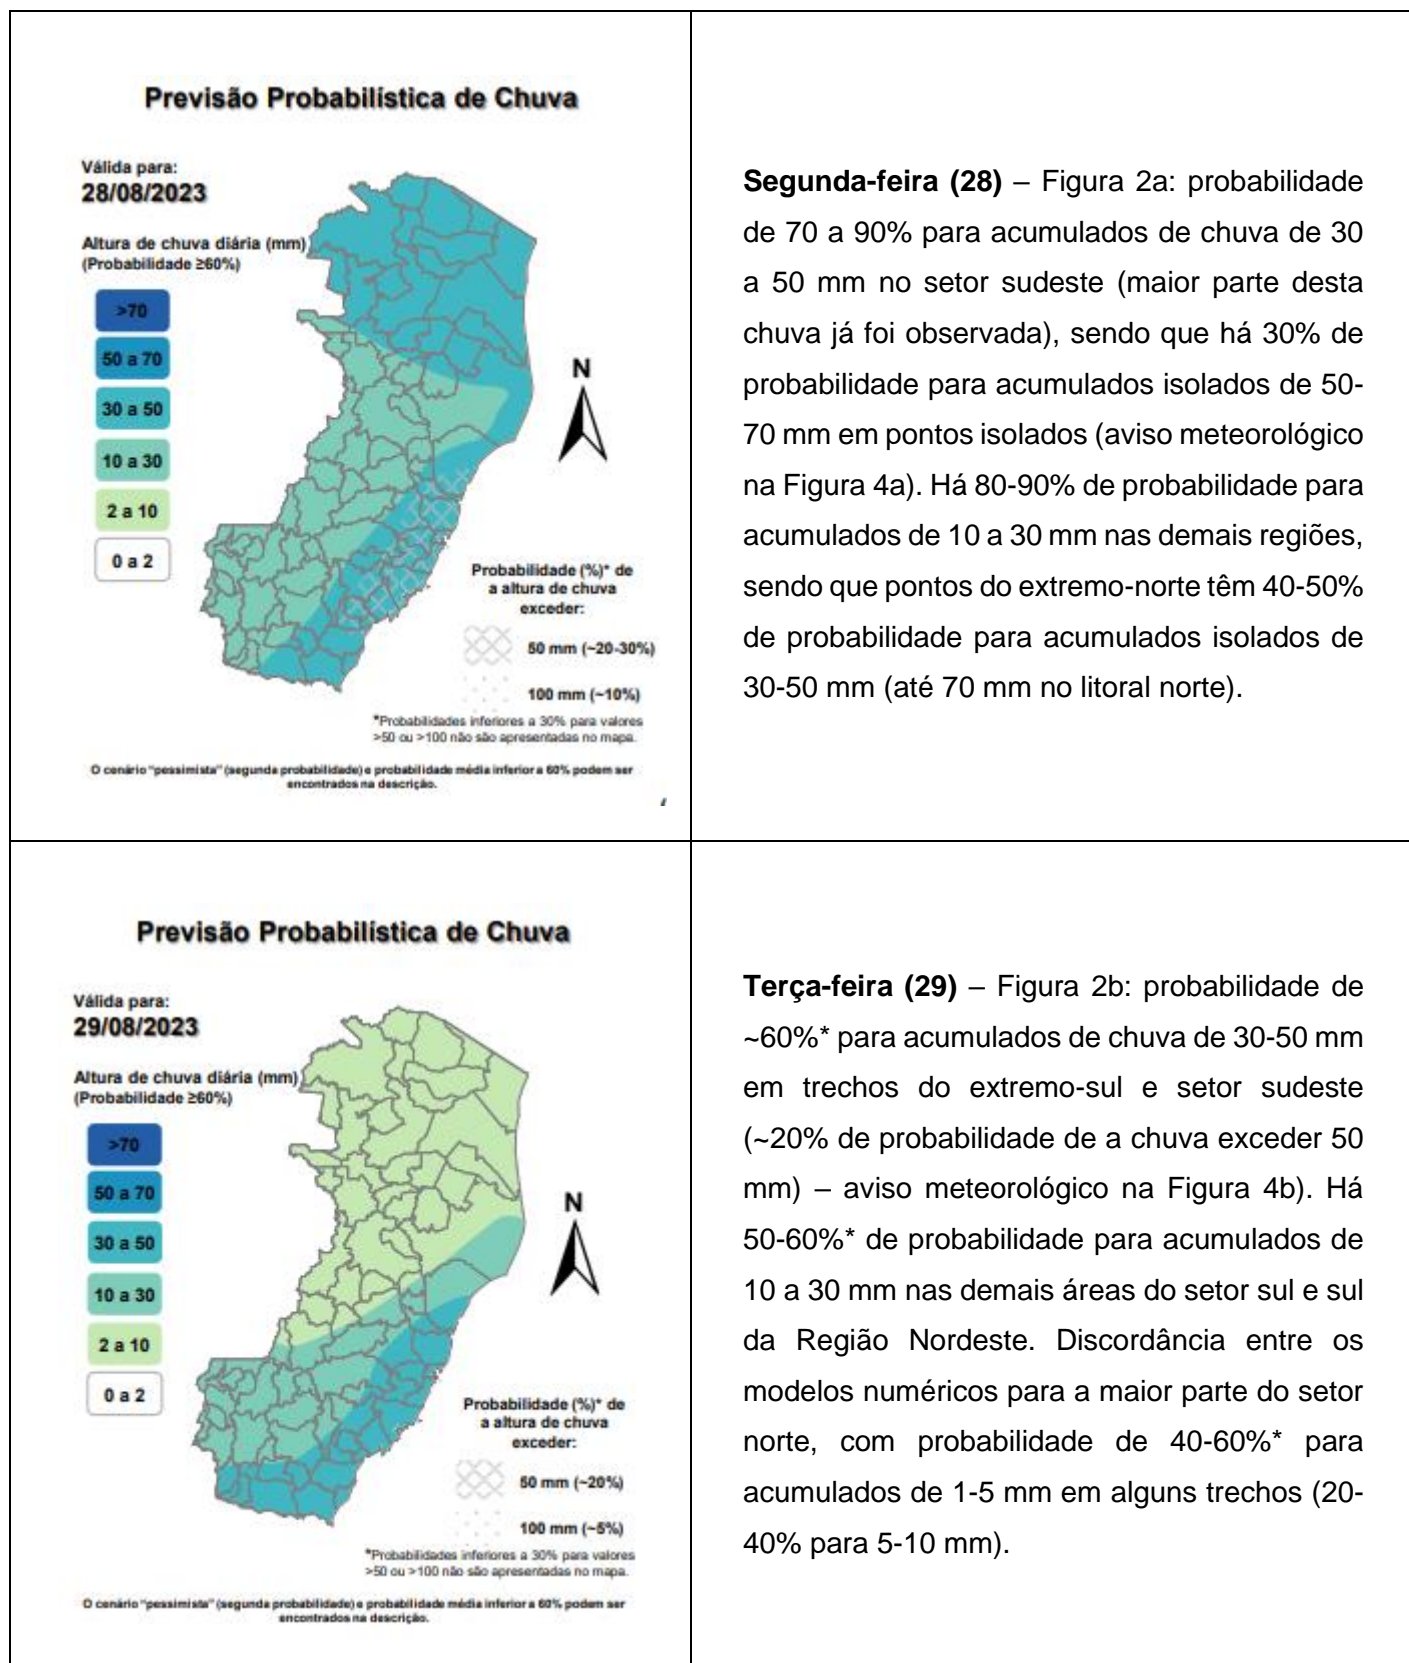 Previsão Probabilística de Chuva
Válida para:
28/08/2023
Altura de chuva diária (mm)
(Probabilidade ≥60%)
>70
50 a 70
30 a 50
10 a 30
2 a 10
0 a 2
N
Probabilidade (%)* de
a altura de chuva
exceder:
50 mm (~20-30%)
100 mm (~10%)
*Probabilidades inferiores a 30% para valores
>50 ou >100 não são apresentadas no mapa.
O cenário "pessimista" (segunda probabilidade) e probabilidade média inferior a 60% podem ser
encontrados na descrição.
Segunda-feira (28) – Figura 2a: probabilidade
de 70 a 90% para acumulados de chuva de 30
a 50 mm no setor sudeste (maior parte desta
chuva já foi observada), sendo que há 30% de
probabilidade para acumulados isolados de 50-
70 mm em pontos isolados (aviso meteorológico
na Figura 4a). Há 80-90% de probabilidade para
acumulados de 10 a 30 mm nas demais regiões,
sendo que pontos do extremo-norte têm 40-50%
de probabilidade para acumulados isolados de
30-50 mm (até 70 mm no litoral norte).
Previsão Probabilística de Chuva
Válida para:
29/08/2023
Altura de chuva diária (mm)
(Probabilidade ≥60%)
>70
50 a 70
30 a 50
10 a 30
2 a 10
0 a 2
N
Probabilidade (%)* de
a altura de chuva
exceder:
50 mm (~20%)
100 mm (~5%)
*Probabilidades inferiores a 30% para valores
>50 ou >100 não são apresentadas no mapa.
O cenário "pessimista" (segunda probabilidade) e probabilidade média inferior a 60% podem ser
encontrados na descrição.
Terça-feira (29) – Figura 2b: probabilidade de
~60%* para acumulados de chuva de 30-50 mm
em trechos do extremo-sul e setor sudeste
(~20% de probabilidade de a chuva exceder 50
mm) – aviso meteorológico na Figura 4b). Há
50-60%* de probabilidade para acumulados de
10 a 30 mm nas demais áreas do setor sul e sul
da Região Nordeste. Discordância entre os
modelos numéricos para a maior parte do setor
norte, com probabilidade de 40-60%* para
acumulados de 1-5 mm em alguns trechos (20-
40% para 5-10 mm).